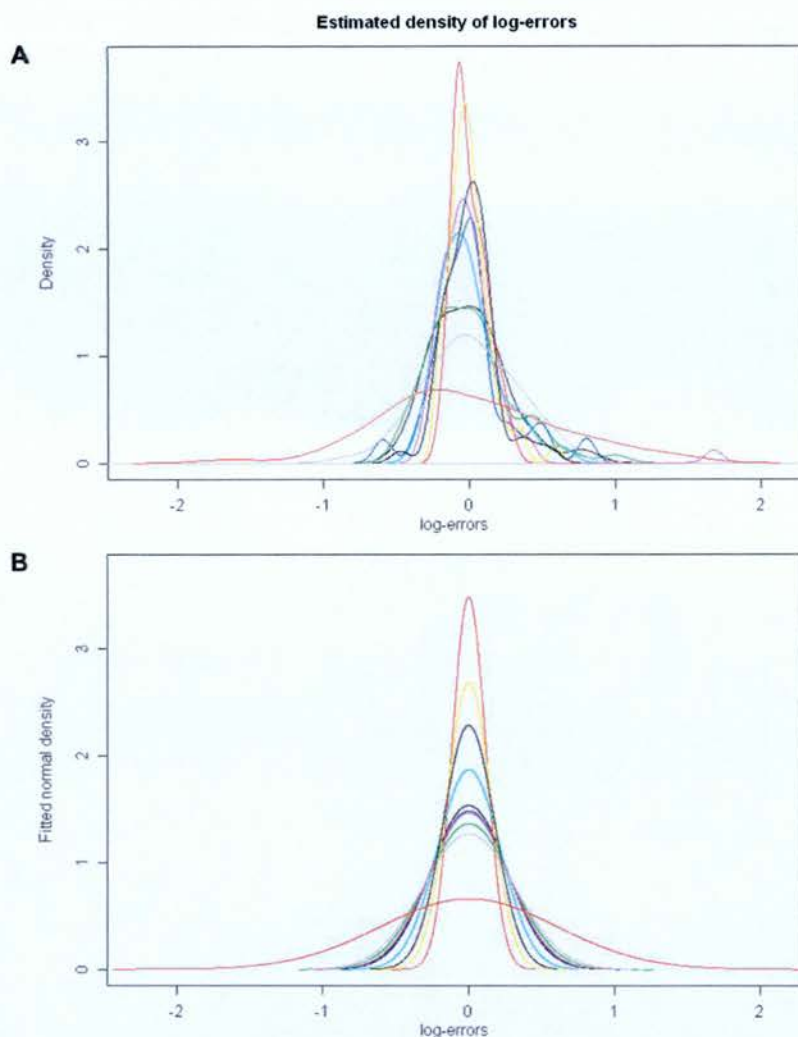 Estimated density of log-errors
A
Density
3
2
1
0
-2 -1 0 1 2
log-errors
B
Fitted normal density
3
2
1
0
-2 -1 0 1 2
log-errors